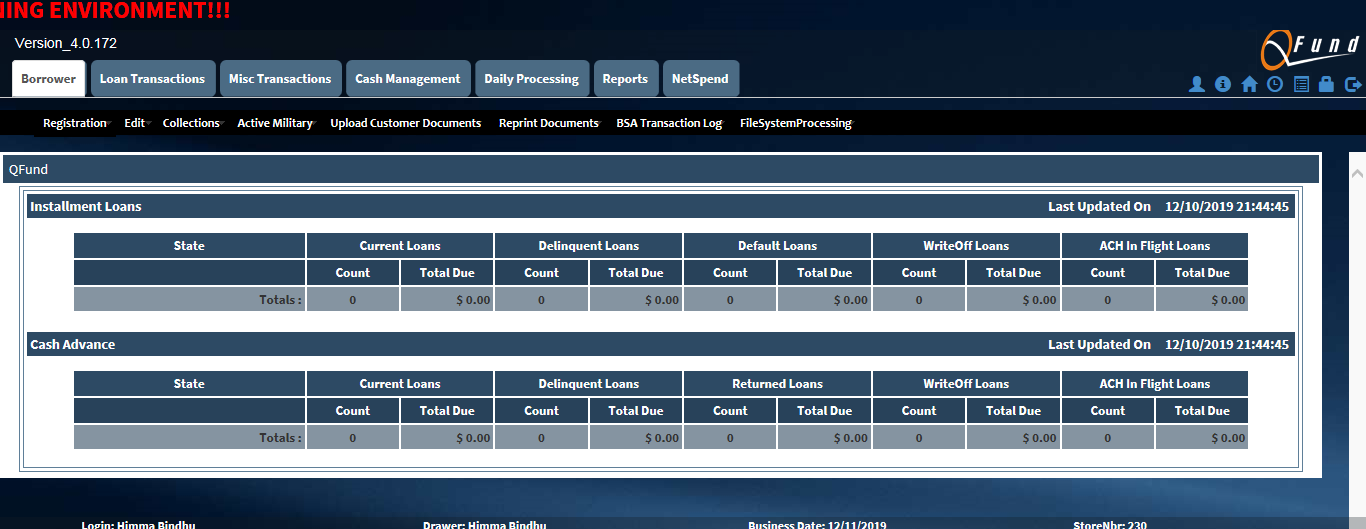 NING ENVIRONMENT!!!
Version_4.0.172
QFund
Borrower Loan Transactions Misc Transactions Cash Management Daily Processing Reports NetSpend
Registration Edit Collections Active Military Upload Customer Documents Reprint Documents BSA Transaction Log FileSystemProcessing
QFund
Installment Loans Last Updated On 12/10/2019 21:44:45
State Current Loans Delinquent Loans Default Loans WriteOff Loans ACH In Flight Loans
Count Total Due Count Total Due Count Total Due Count Total Due Count Total Due
Totals : 0 $ 0.00 0 $ 0.00 0 $ 0.00 0 $ 0.00 0 $ 0.00
Cash Advance Last Updated On 12/10/2019 21:44:45
State Current Loans Delinquent Loans Returned Loans WriteOff Loans ACH In Flight Loans
Count Total Due Count Total Due Count Total Due Count Total Due Count Total Due
Totals : 0 $ 0.00 0 $ 0.00 0 $ 0.00 0 $ 0.00 0 $ 0.00
Login: Himma Bindhu Drawer: Himma Bindhu Business Date: 12/11/2019 StoreNbr: 230